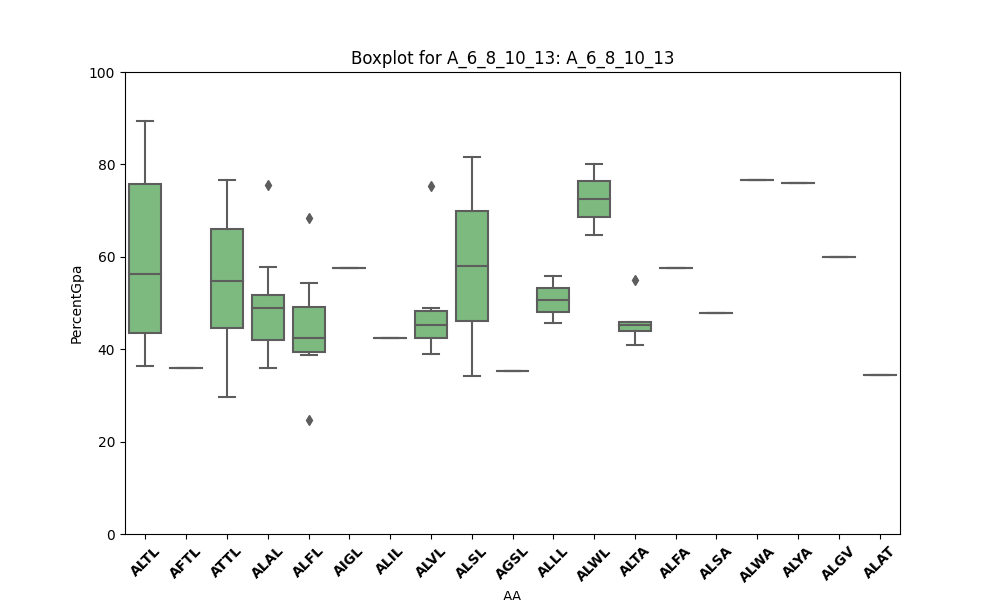 Boxplot for A_6_8_10_13: A_6_8_10_13
PercentGpa
100
80
60
40
20
0
ALTL AFTL ATTL ALAL ALFL AIGL ALIL ALVL ALSL AGSL ALLL ALWL ALTA ALFA ALSA ALWA ALYA ALGV ALAT
AA